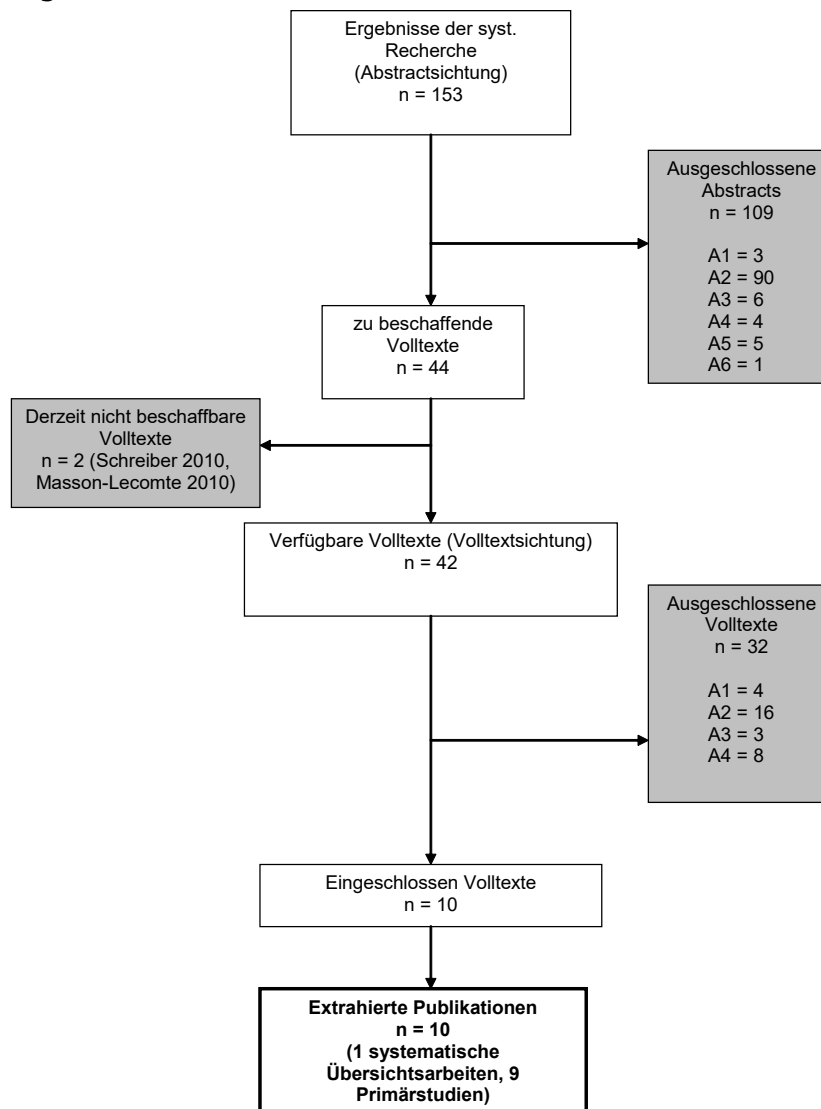 Ergebnisse der syst.
Recherche
(Abstractsichtung)
n = 153
Ausgeschlossene
Abstracts
n = 109
A1 = 3
A2 = 90
A3 = 6
A4 = 4
A5 = 5
A6 = 1
zu beschaffende
Volltexte
n = 44
Derzeit nicht beschaffbare
Volltexte
n = 2 (Schreiber 2010,
Masson-Lecomte 2010)
Verfügbare Volltexte (Volltextsichtung)
n = 42
Ausgeschlossene
Volltexte
n = 32
A1 = 4
A2 = 16
A3 = 3
A4 = 8
Eingeschlossen Volltexte
n = 10
Extrahierte Publikationen
n = 10
(1 systematische
Übersichtsarbeiten, 9
Primärstudien)